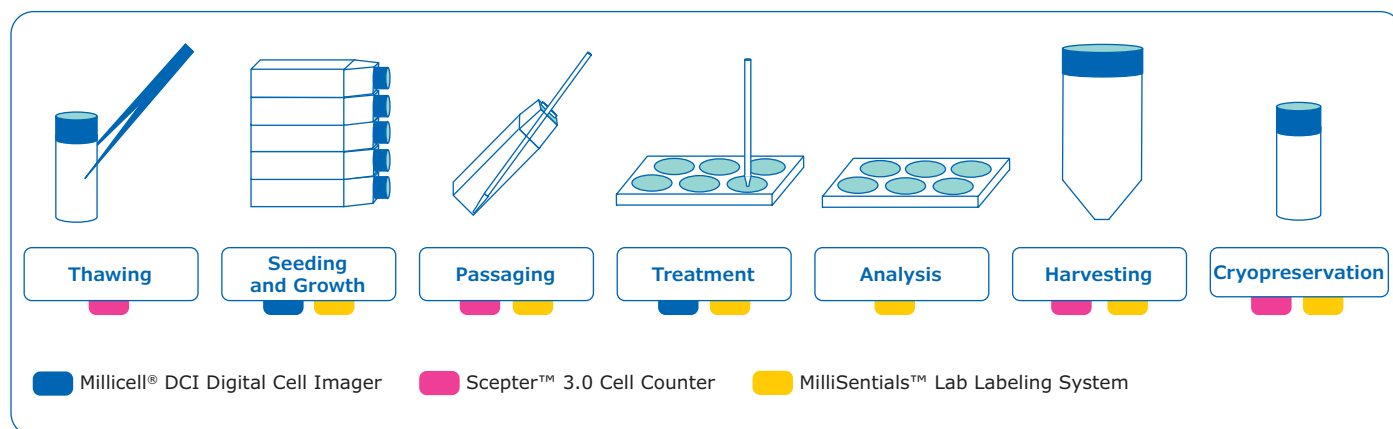 Thawing
Seeding
and Growth
Passaging
Treatment
Analysis
Harvesting
Cryopreservation
Millicell® DCI Digital Cell Imager
Scepter™ 3.0 Cell Counter
MilliSentials™ Lab Labeling System